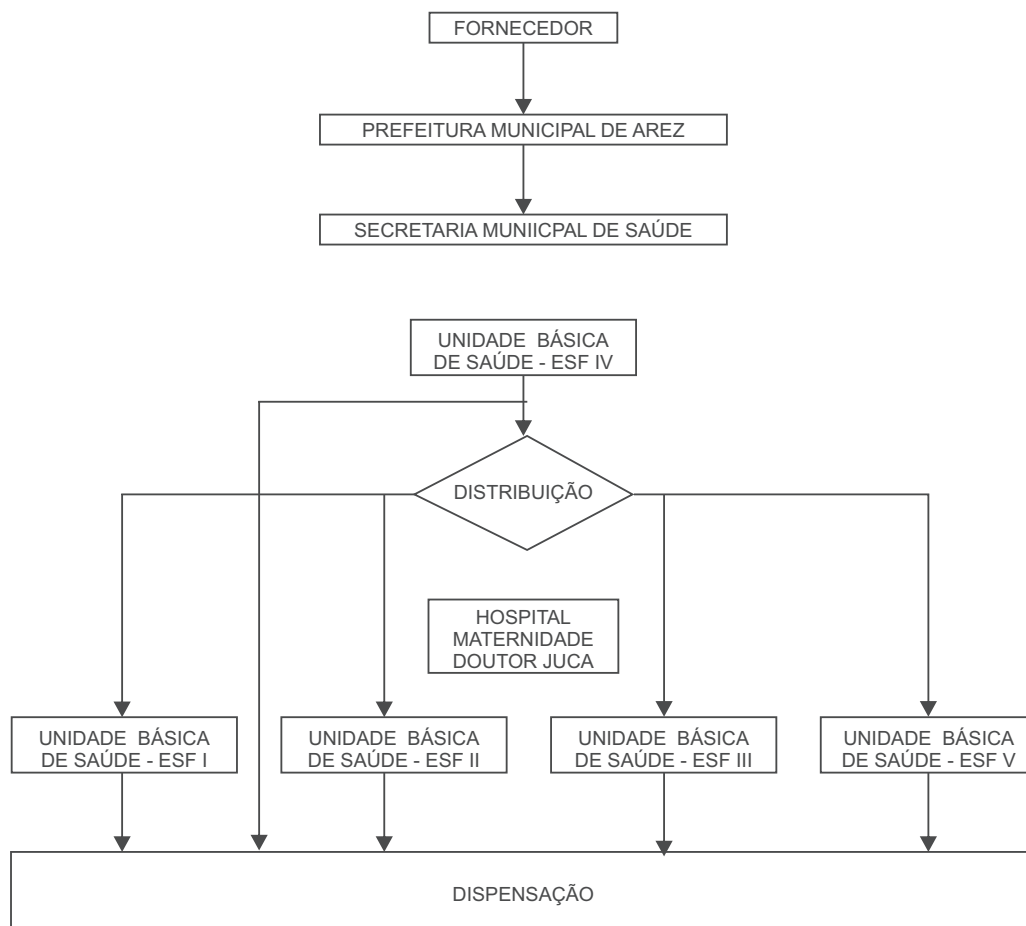 FORNECEDOR
PREFEITURA MUNICIPAL DE AREZ
SECRETARIA MUNIICPAL DE SAÚDE
UNIDADE BÁSICA
DE SAÚDE - ESF IV
DISTRIBUIÇÃO
HOSPITAL
MATERNIDADE
DOUTOR JUCA
UNIDADE BÁSICA
DE SAÚDE - ESF I
UNIDADE BÁSICA
DE SAÚDE - ESF II
UNIDADE BÁSICA
DE SAÚDE - ESF III
UNIDADE BÁSICA
DE SAÚDE - ESF V
DISPENSAÇÃO